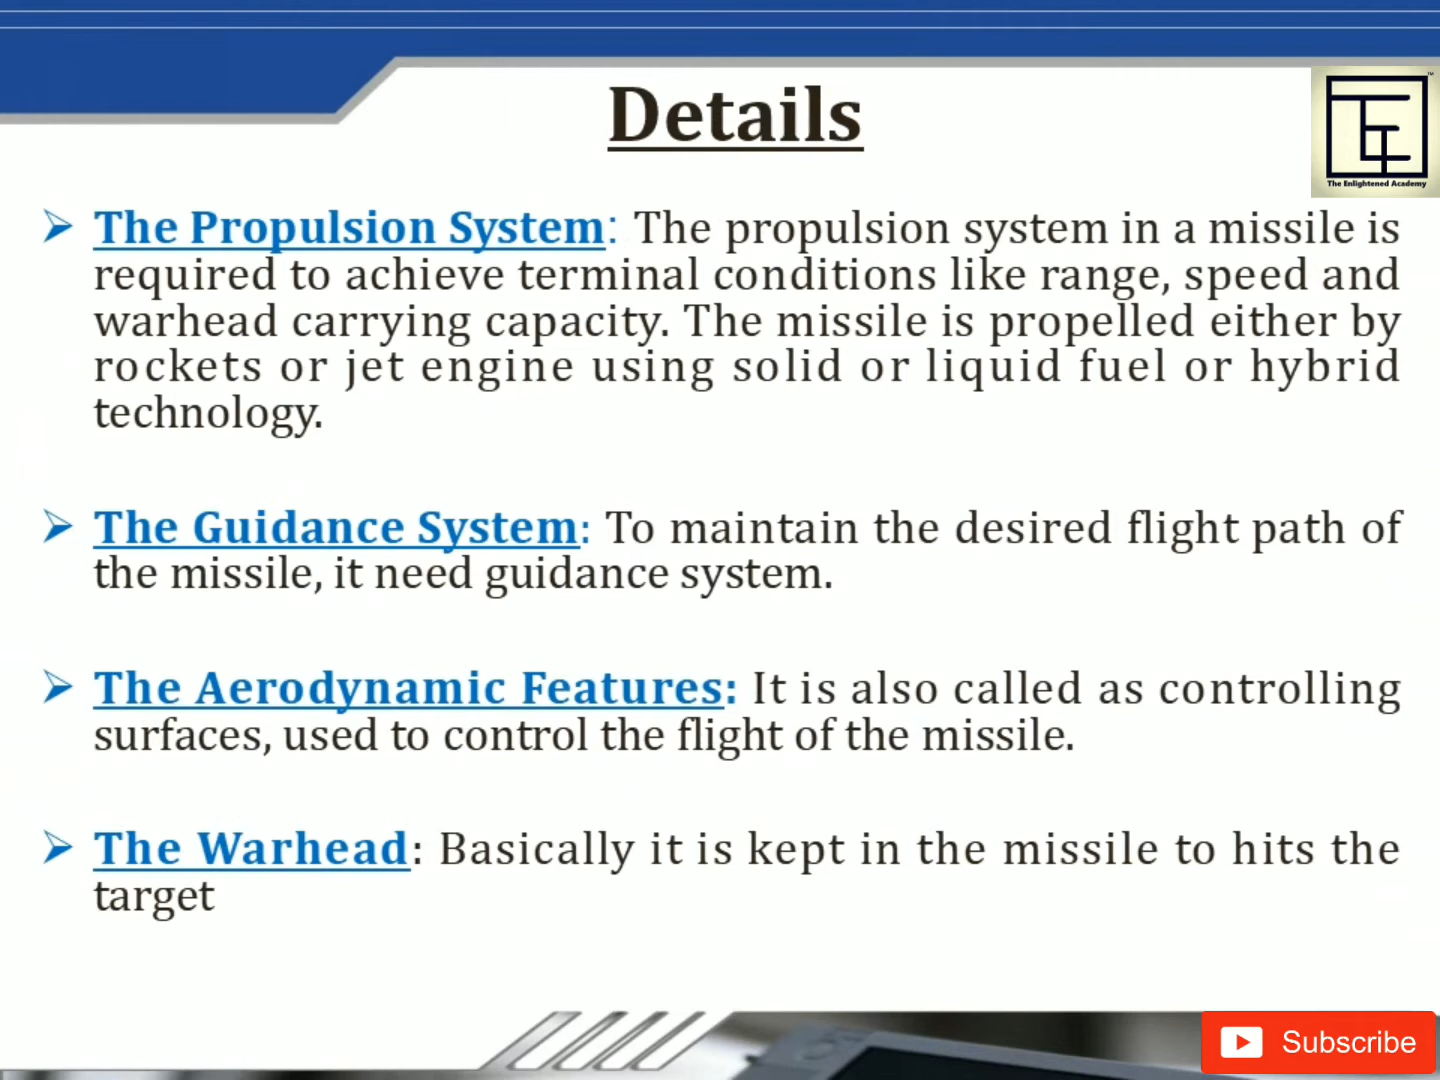 Details
The Enlightened Academy
➢ The Propulsion System: The propulsion system in a missile is
required to achieve terminal conditions like range, speed and
warhead carrying capacity. The missile is propelled either by
rockets or jet engine using solid or liquid fuel or hybrid
technology.
➢ The Guidance System: To maintain the desired flight path of
the missile, it need guidance system.
➢ The Aerodynamic Features: It is also called as controlling
surfaces, used to control the flight of the missile.
➢ The Warhead: Basically it is kept in the missile to hits the
target
Subscribe